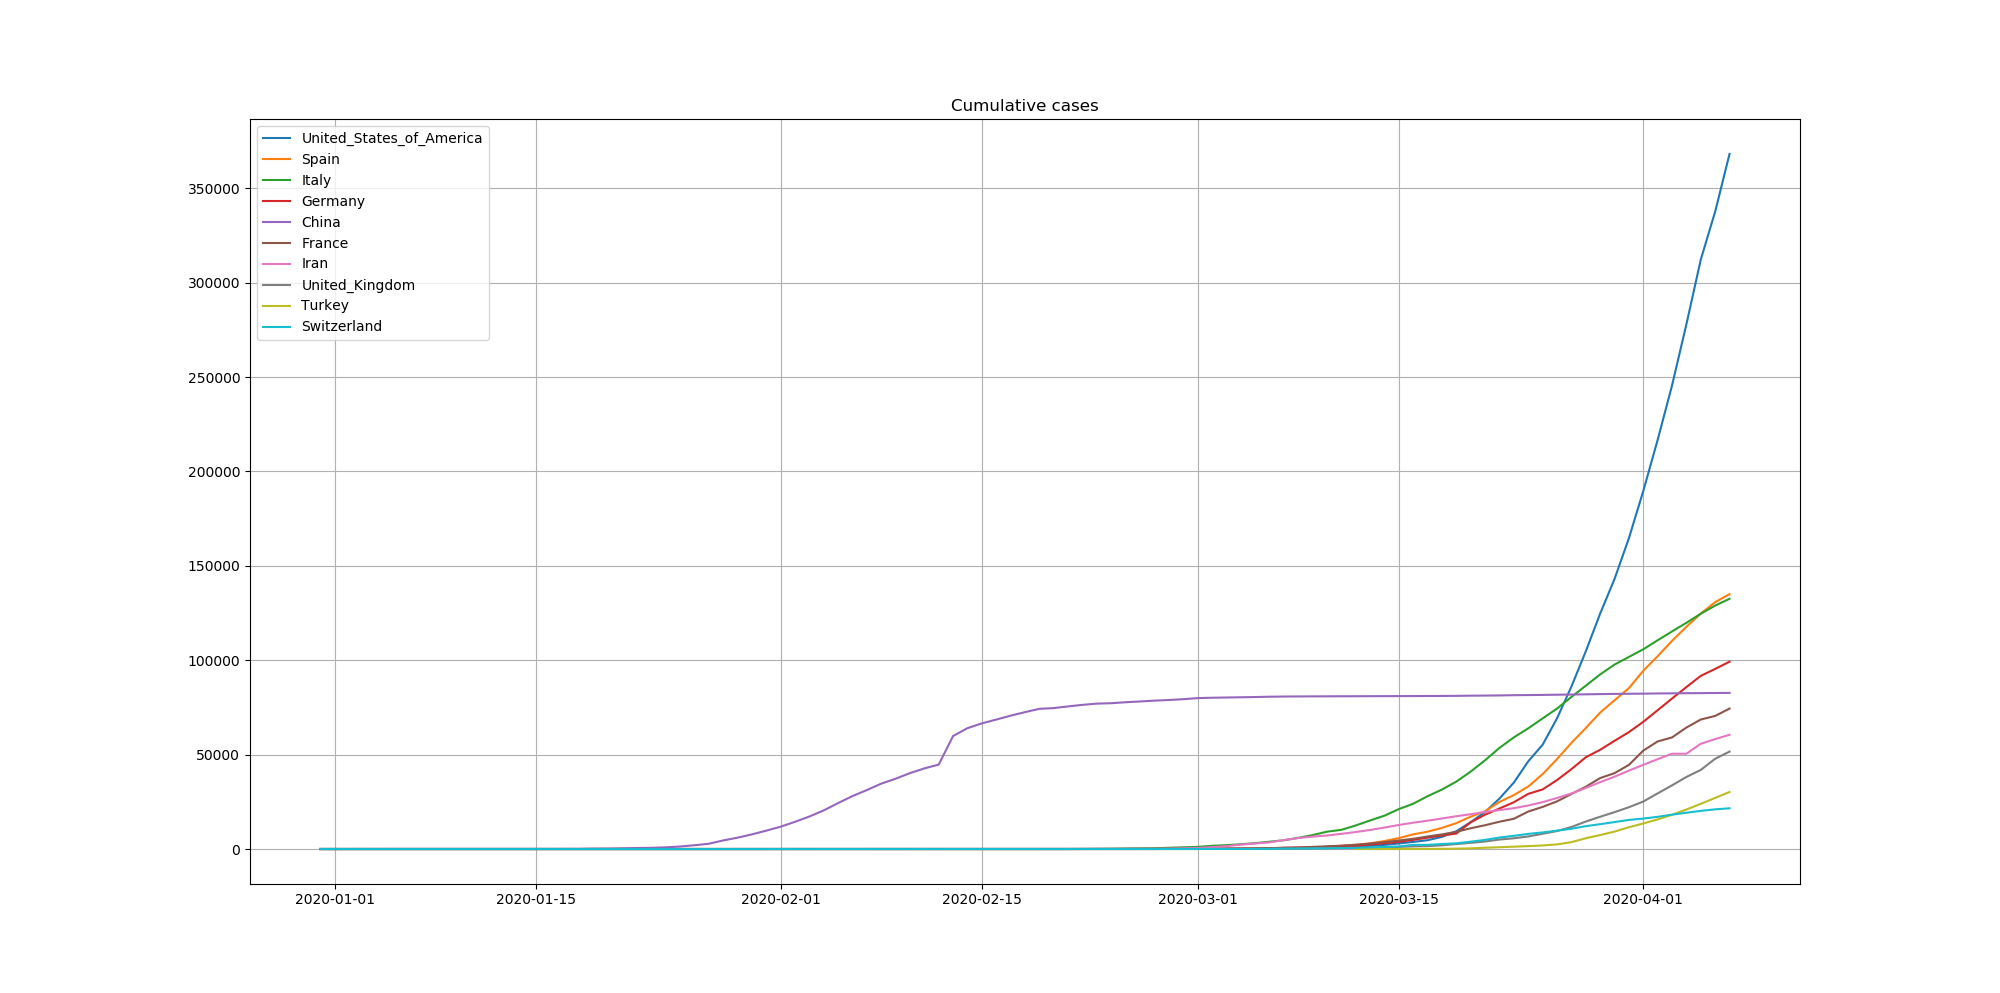 Cumulative cases
United_States_of_America
Spain
Italy
Germany
China
France
Iran
United_Kingdom
Turkey
Switzerland
350000
300000
250000
200000
150000
100000
50000
0
2020-01-01 2020-01-15 2020-02-01 2020-02-15 2020-03-01 2020-03-15 2020-04-01